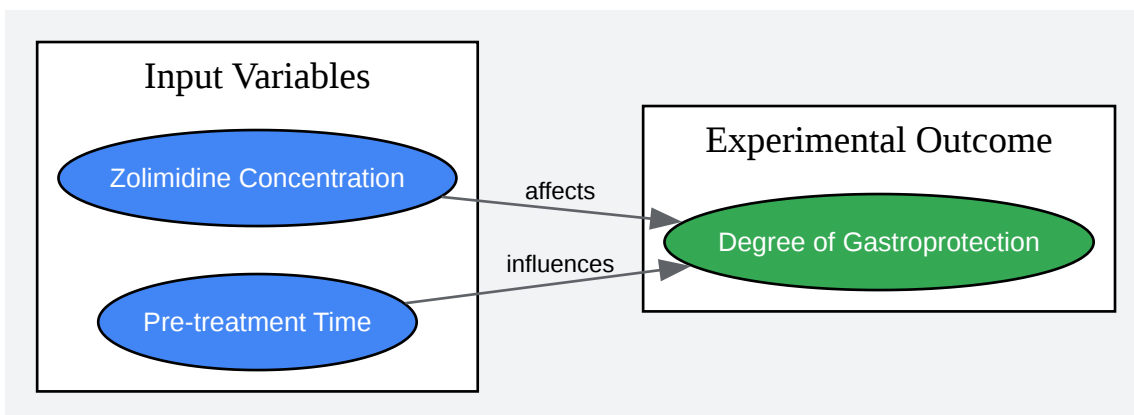 Input Variables
Zolimidine Concentration
Pre-treatment Time
affects
influences
Experimental Outcome
Degree of Gastroprotection